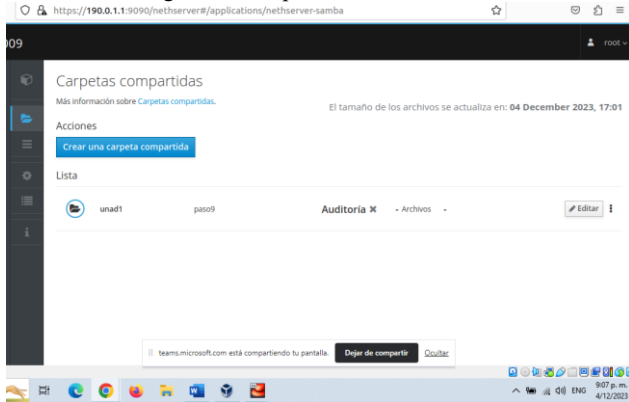 https://190.0.1.1:9090/nethserver#/applications/nethserver-samba
009
root
Carpetas compartidas
Más información sobre Carpetas compartidas.
El tamaño de los archivos se actualiza en: 04 December 2023, 17:01
Acciones
Crear una carpeta compartida
Lista
unad1 paso9 Auditoría ✖ - Archivos - Editar
teams.microsoft.com está compartiendo tu pantalla. Dejar de compartir Ocultar
ENG 9:07 p. m.
4/12/2023